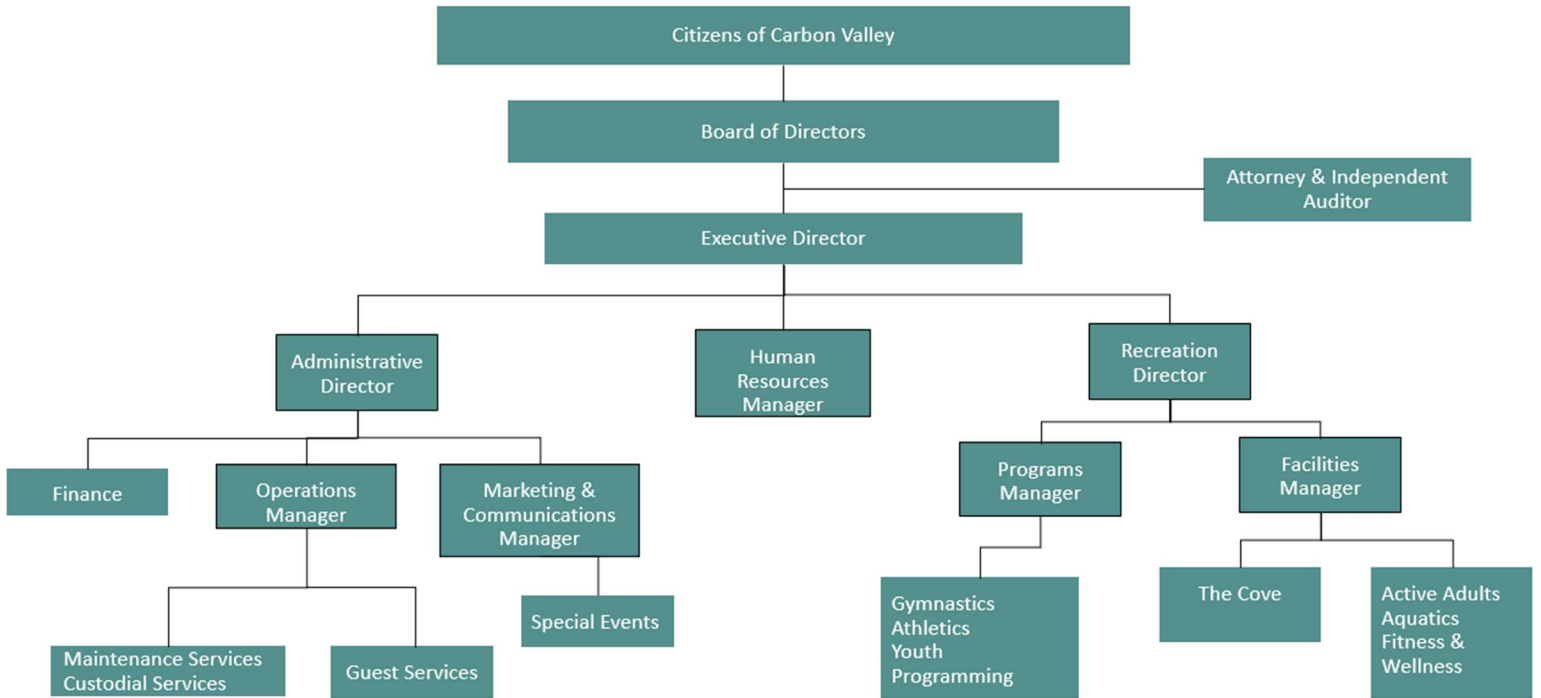 Citizens of Carbon Valley
Board of Directors
Attorney & Independent
Auditor
Executive Director
Administrative
Director
Human
Resources
Manager
Recreation
Director
Finance
Operations
Manager
Marketing &
Communications
Manager
Programs
Manager
Facilities
Manager
Maintenance Services
Custodial Services
Guest Services
Special Events
Gymnastics
Athletics
Youth
Programming
The Cove
Active Adults
Aquatics
Fitness &
Wellness